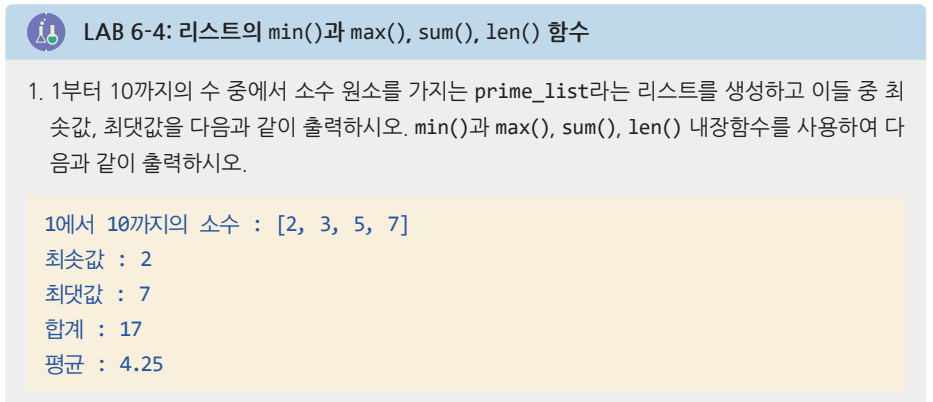 LAB 6-4: 리스트의 min()과 max(), sum(), len() 함수
1. 1부터 10까지의 수 중에서 소수 원소를 가지는 prime_list라는 리스트를 생성하고 이들 중 최
솟값, 최댓값을 다음과 같이 출력하시오. min()과 max(), sum(), len() 내장함수를 사용하여 다
음과 같이 출력하시오.
1에서 10까지의 소수 : [2, 3, 5, 7]
최솟값 : 2
최댓값 : 7
합계 : 17
평균 : 4.25